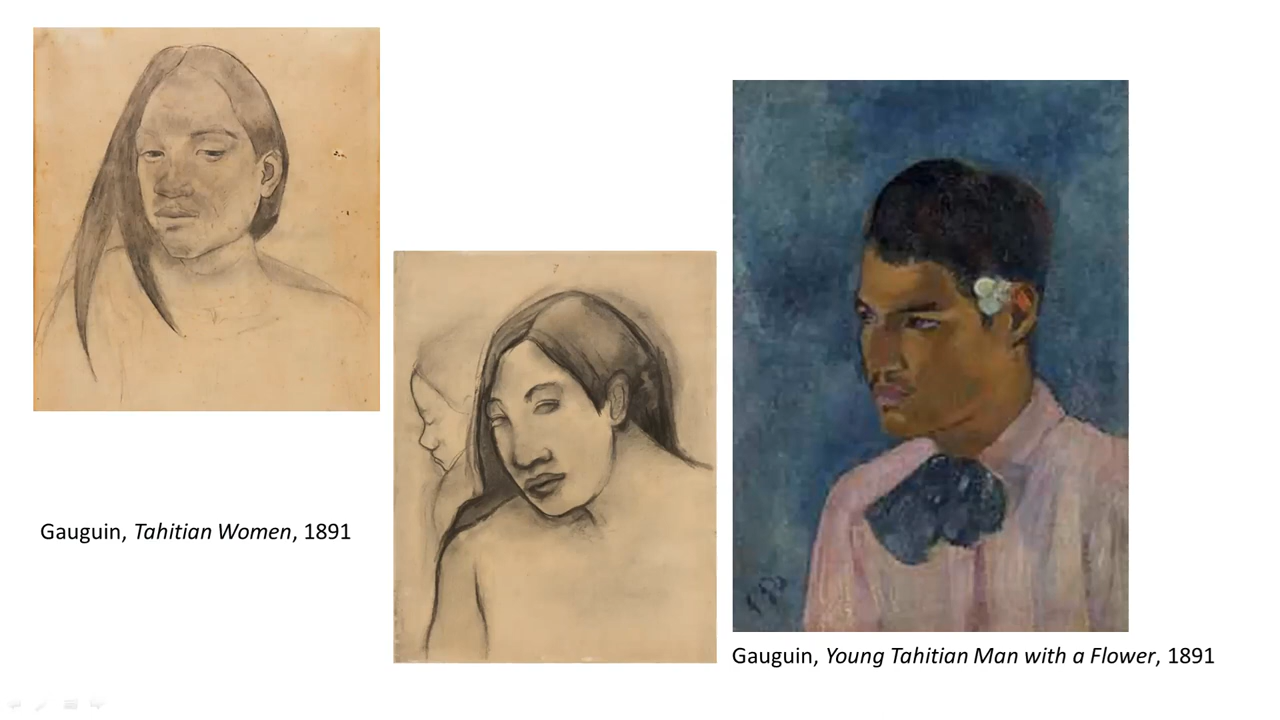 Gauguin, Tahitian Women, 1891
Gauguin, Young Tahitian Man with a Flower, 1891